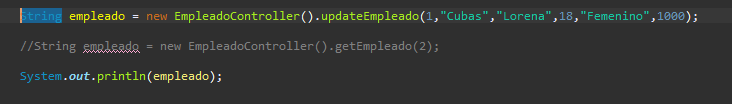 String empleado = new EmpleadoController().updateEmpleado(1,"Cubas","Lorena",18,"Femenino",1000);
//String empleado = new EmpleadoController().getEmpleado(2);
System.out.println(empleado);